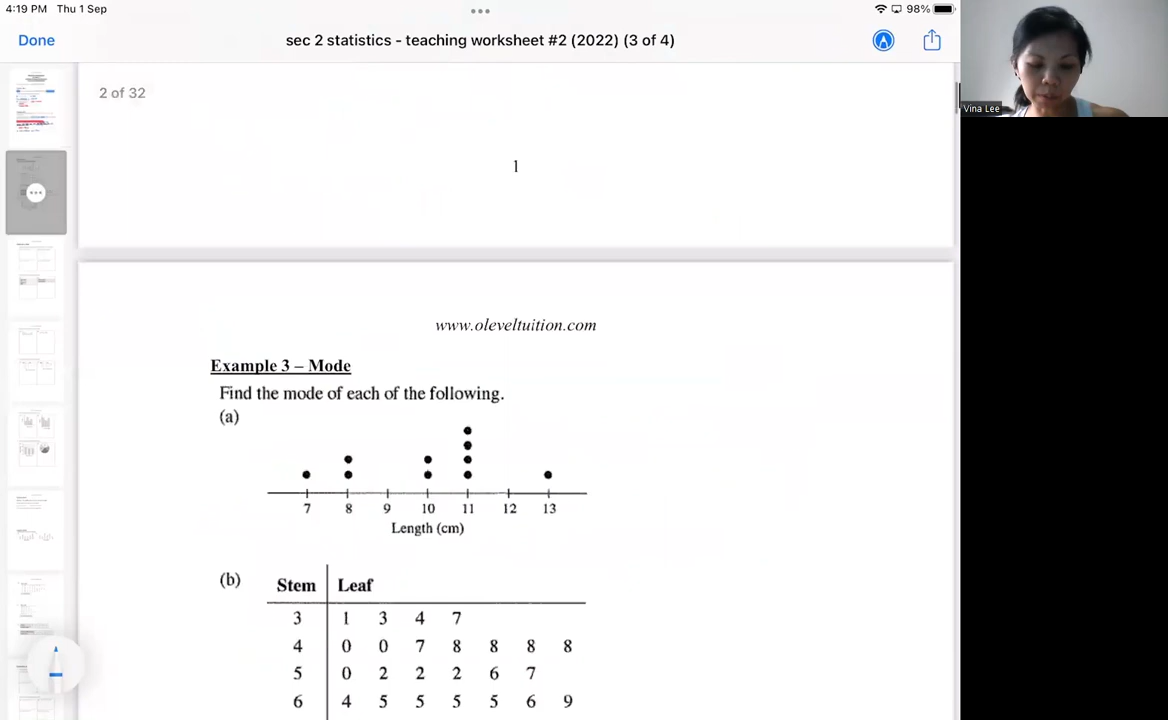 4:19 PM Thu 1 Sep
98%
Done
sec 2 statistics - teaching worksheet #2 (2022) (3 of 4)
Vina Lee
2 of 32
1
www.oleveltuition.com
Example 3 – Mode
Find the mode of each of the following.
(a)
7 8 9 10 11 12 13
Length (cm)
(b)
Stem Leaf
3 1 3 4 7
4 0 0 7 8 8 8 8
5 0 2 2 2 6 7
6 4 5 5 5 5 6 9